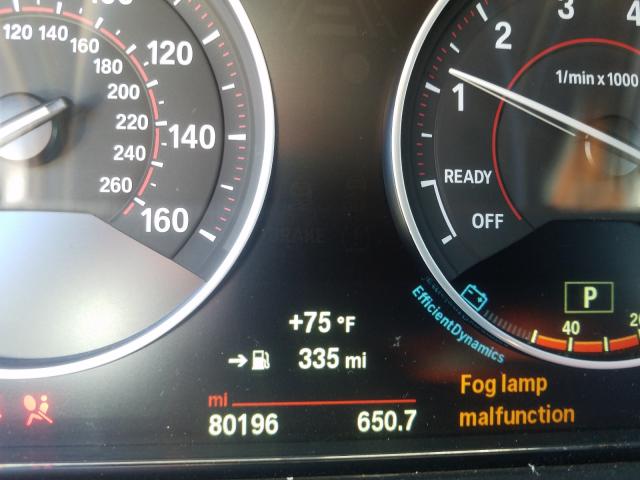 120
140
160
120
140
160
180
200
220
240
260
1
2
3
4
1/min x 1000
READY
OFF
EfficientDynamics
P
40
+75 °F
335 mi
mi
80196 650.7
Fog lamp
malfunction